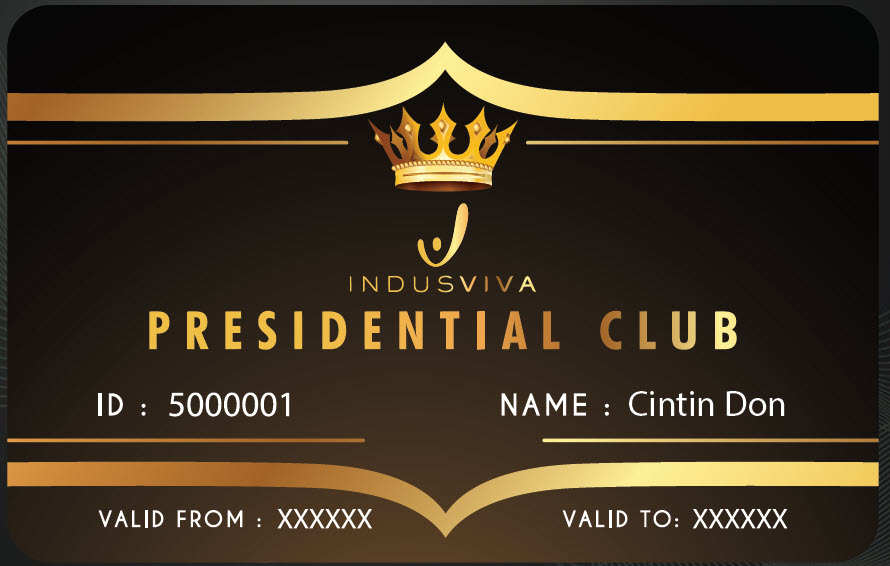 INDUSVIVA
PRESIDENTIAL CLUB
ID : 5000001 NAME : Cintin Don
VALID FROM : XXXXXX VALID TO: XXXXXX